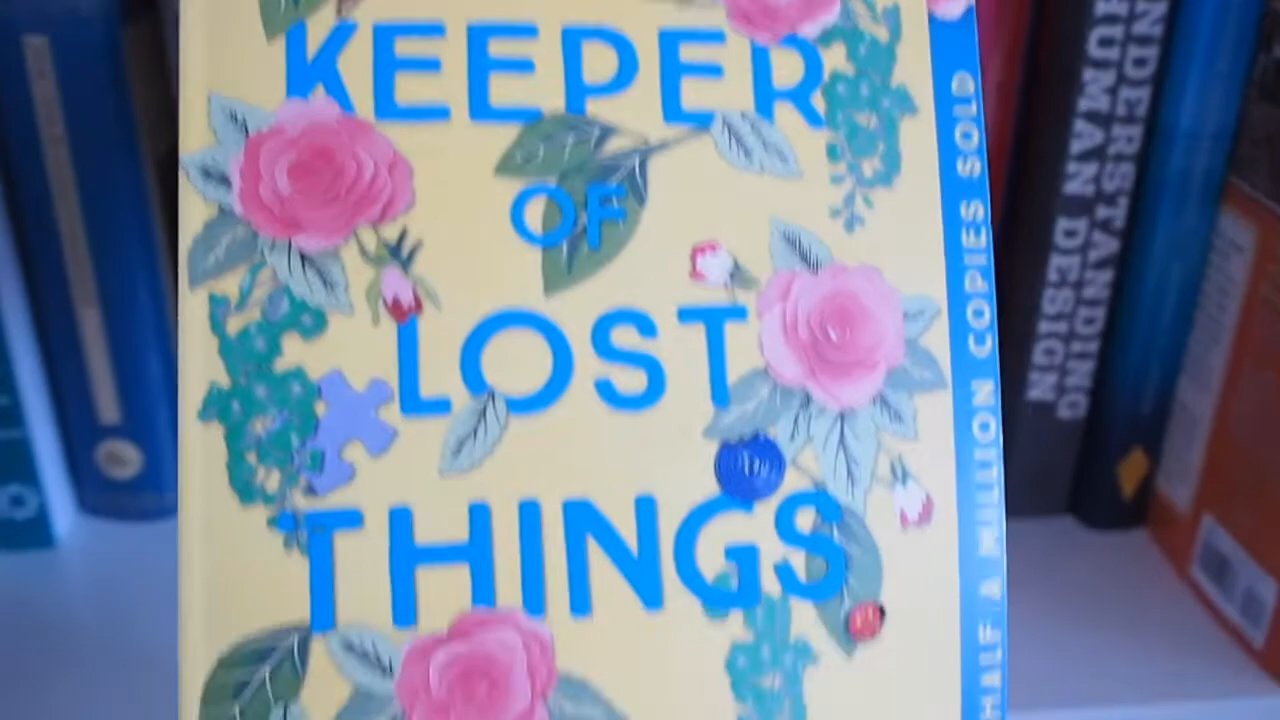 KEEPER
OF
LOST
THINGS
HALF A MILLION COPIES SOLD
UNDERSTANDING
HUMAN DESIGN